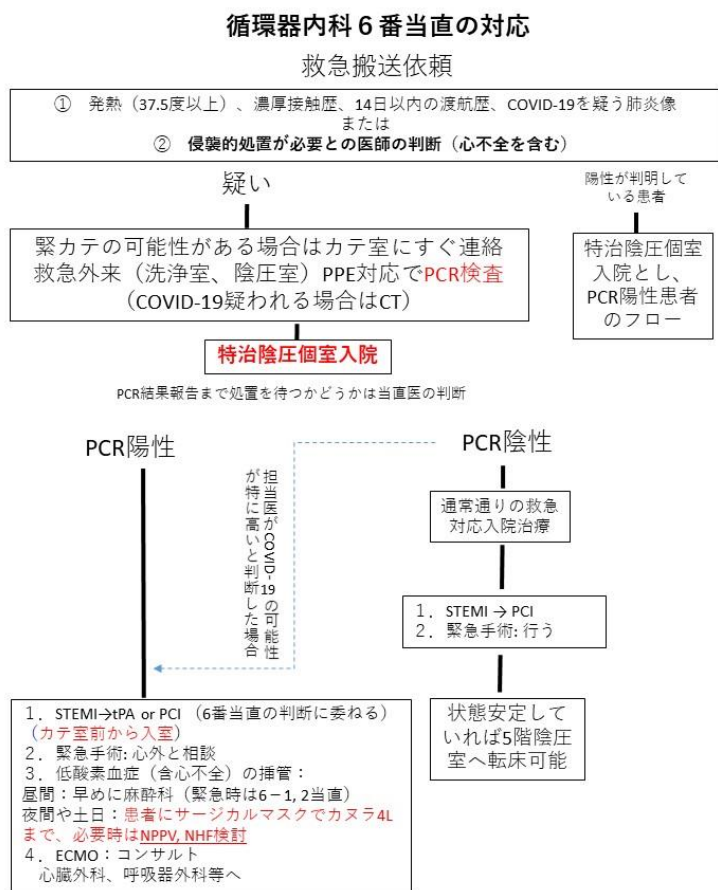 循環器内科６番当直の対応
救急搬送依頼
① 発熱（37.5度以上）、濃厚接触歴、14日以内の渡航歴、COVID-19を疑う肺炎像
または
② 侵襲的処置が必要との医師の判断（心不全を含む）
疑い
緊カテの可能性がある場合はカテ室にすぐ連絡
救急外来（洗浄室、陰圧室）PPE対応でPCR検査
（COVID-19疑われる場合はCT）
特治陰圧個室入院
PCR結果報告まで処置を待つかどうかは当直医の判断
陽性が判明して
いる患者
特治陰圧個室
入院とし、
PCR陽性患者
のフロー
PCR陽性
担当医がCOVID-19の可能性
が特に高いと判断した場合
PCR陰性
通常通りの救急
対応入院治療
１．STEMI → PCI
２．緊急手術: 行う
状態安定して
いれば5階陰圧
室へ転床可能
１．STEMI→tPA or PCI （6番当直の判断に委ねる）
（カテ室前から入室）
２．緊急手術: 心外と相談
３．低酸素血症（含心不全）の挿管：
昼間：早めに麻酔科（緊急時は6－1, 2当直）
夜間や土日：患者にサージカルマスクでカヌラ4L
まで、必要時はNPPV, NHF検討
４．ECMO：コンサルト
心臓外科、呼吸器外科等へ